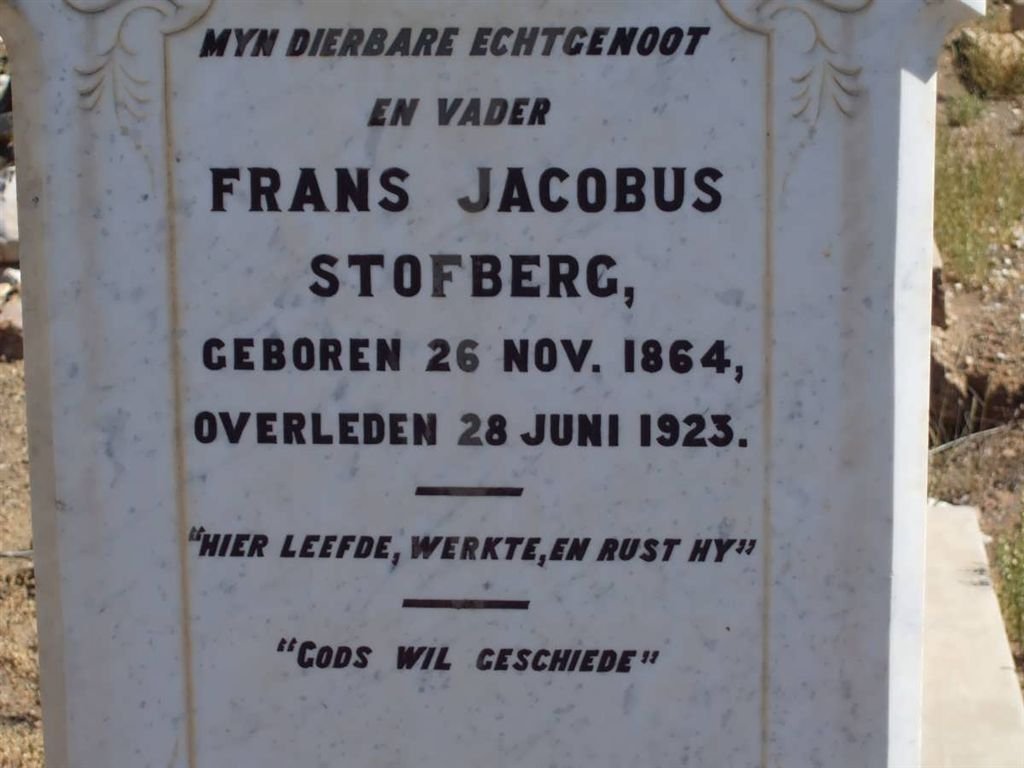 MYN DIERBARE ECHTGENOOT
EN VADER
FRANS JACOBUS
STOFBERG,
GEBOREN 26 NOV. 1864,
OVERLEDEN 28 JUNI 1923.
"HIER LEEFDE, WERKTE, EN RUST HY"
"GODS WIL GESCHIEDE"